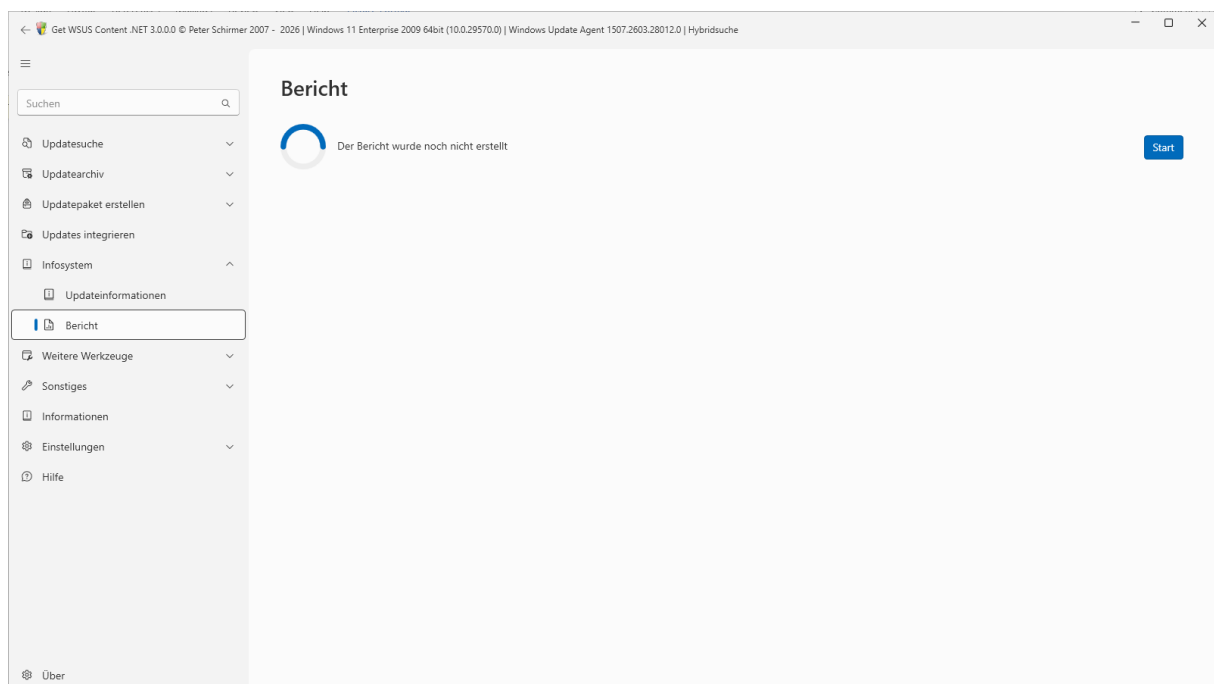 Get WSUS Content .NET 3.0.0.0 © Peter Schirmer 2007 - 2026 | Windows 11 Enterprise 2009 64bit (10.0.29570.0) | Windows Update Agent 1507.2603.28012.0 | Hybridsuche
Suchen
Updatesuche
Updatearchiv
Updatepaket erstellen
Updates integrieren
Infosystem
Updateinformationen
Bericht
Weitere Werkzeuge
Sonstiges
Informationen
Einstellungen
Hilfe
Über
Bericht
Der Bericht wurde noch nicht erstellt
Start